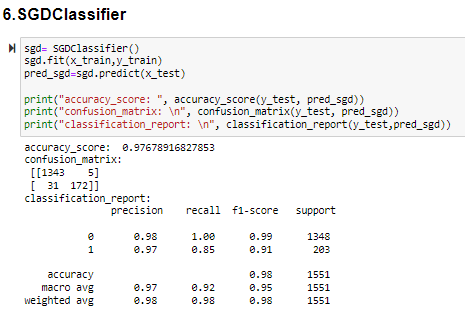 6.SGDClassifier
sgd= SGDClassifier()
sgd.fit(x_train,y_train)
pred_sgd=sgd.predict(x_test)
print("accuracy_score: ", accuracy_score(y_test, pred_sgd))
print("confusion_matrix: \n", confusion_matrix(y_test, pred_sgd))
print("classification_report: \n", classification_report(y_test,pred_sgd))
accuracy_score:  0.97678916827853
confusion_matrix:
 [[1343    5]
 [  31  172]]
classification_report:
              precision    recall  f1-score   support
           0       0.98      1.00      0.99      1348
           1       0.97      0.85      0.91       203
    accuracy                           0.98      1551
   macro avg       0.97      0.92      0.95      1551
weighted avg       0.98      0.98      0.98      1551